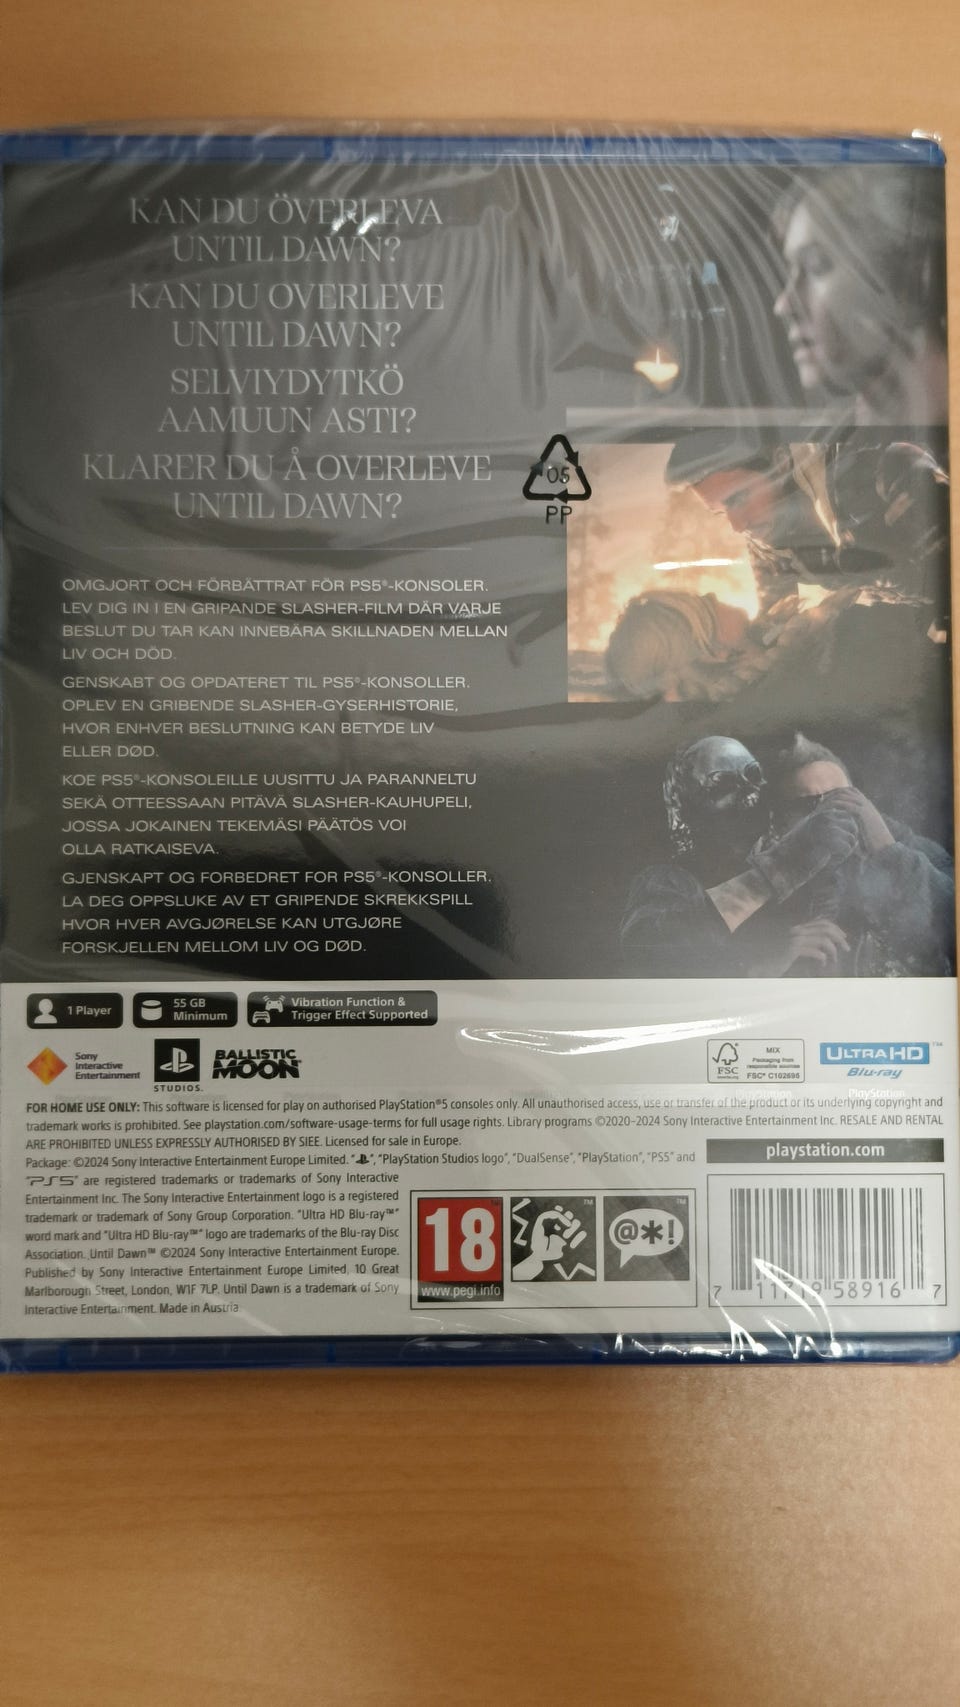 KAN DU ÖVERLEVA
UNTIL DAWN?
KAN DU OVERLEVE
UNTIL DAWN?
SELVIYDYTKÖ
AAMUUN ASTI?
KLARER DU Å OVERLEVE
UNTIL DAWN?
05
PP
OMGJORT OCH FÖRBÄTTRAT FÖR PS5®-KONSOLER.
LEV DIG IN I EN GRIPANDE SLASHER-FILM DÄR VARJE
BESLUT DU TAR KAN INNEBÄRA SKILLNADEN MELLAN
LIV OCH DÖD.
GENSKABT OG OPDATERET TIL PS5®-KONSOLLER.
OPLEV EN GRIBENDE SLASHER-GYSERHISTORIE,
HVOR ENHVER BESLUTNING KAN BETYDE LIV
ELLER DØD.
KOE PS5®-KONSOLEILLE UUSITTU JA PARANNELTU
SEKÄ OTTEESSAAN PITÄVÄ SLASHER-KAUHUPELI,
JOSSA JOKAINEN TEKEMÄSI PÄÄTÖS VOI
OLLA RATKAISEVA.
GJENSKAPT OG FORBEDRET FOR PS5®-KONSOLLER.
LA DEG OPPSLUKE AV ET GRIPENDE SKREKKSPILL
HVOR HVER AVGJØRELSE KAN UTGJØRE
FORSKJELLEN MELLOM LIV OG DØD.
1 Player
55 GB
Minimum
Vibration Function &
Trigger Effect Supported
Sony
Interactive
Entertainment
STUDIOS.
BALLISTIC
MOON
FSC
MIX
Packaging from
responsible sources
FSC® C102695
ULTRA HD™
Blu-ray
FOR HOME USE ONLY: This software is licensed for play on authorised PlayStation®5 consoles only. All unauthorised access, use or transfer of the product or its underlying copyright and
trademark works is prohibited. See playstation.com/software-usage-terms for full usage rights. Library programs ©2020-2024 Sony Interactive Entertainment Inc. RESALE AND RENTAL
ARE PROHIBITED UNLESS EXPRESSLY AUTHORISED BY SIEE. Licensed for sale in Europe.
Package: ©2024 Sony Interactive Entertainment Europe Limited. "", "PlayStation Studios logo", "DualSense", "PlayStation", "PS5" and
"PS5" are registered trademarks or trademarks of Sony Interactive
Entertainment Inc. The Sony Interactive Entertainment logo is a registered
trademark or trademark of Sony Group Corporation. "Ultra HD Blu-ray™"
word mark and "Ultra HD Blu-ray™" logo are trademarks of the Blu-ray Disc
Association. Until Dawn™ ©2024 Sony Interactive Entertainment Europe.
Published by Sony Interactive Entertainment Europe Limited, 10 Great
Marlborough Street, London, W1F 7LP. Until Dawn is a trademark of Sony
Interactive Entertainment. Made in Austria.
playstation.com
18
www.pegi.info
@*!
7 11719 58916 7